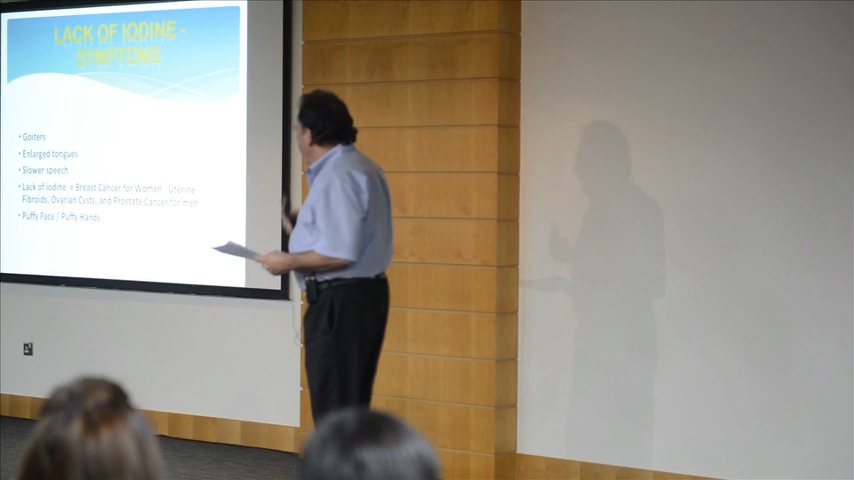 LACK OF IODINE -
SYMPTOMS
• Goiters
• Enlarged tongues
• Slower speech
• Lack of iodine = Breast Cancer for Women Uterine
Fibroids, Ovarian Cysts, and Prostate Cancer for men
• Puffy Face / Puffy Hands